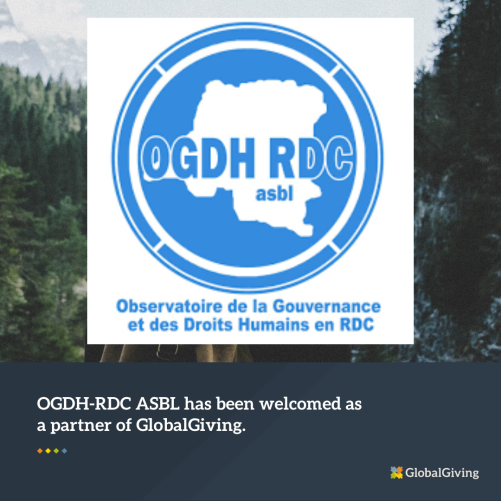 OGDH RDC
asbl
Observatoire de la Gouvernance
et des Droits Humains en RDC
OGDH-RDC ASBL has been welcomed as
a partner of GlobalGiving.
GlobalGiving